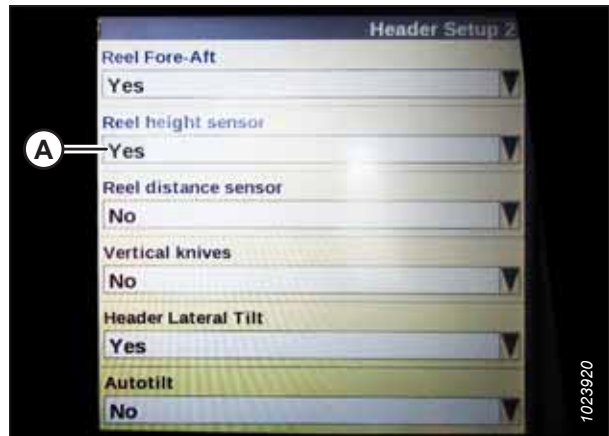 Header Setup 2
Reel Fore-Aft
Yes
Reel height sensor
A
Yes
Reel distance sensor
No
Vertical knives
No
Header Lateral Tilt
Yes
Autotilt
No
1023920